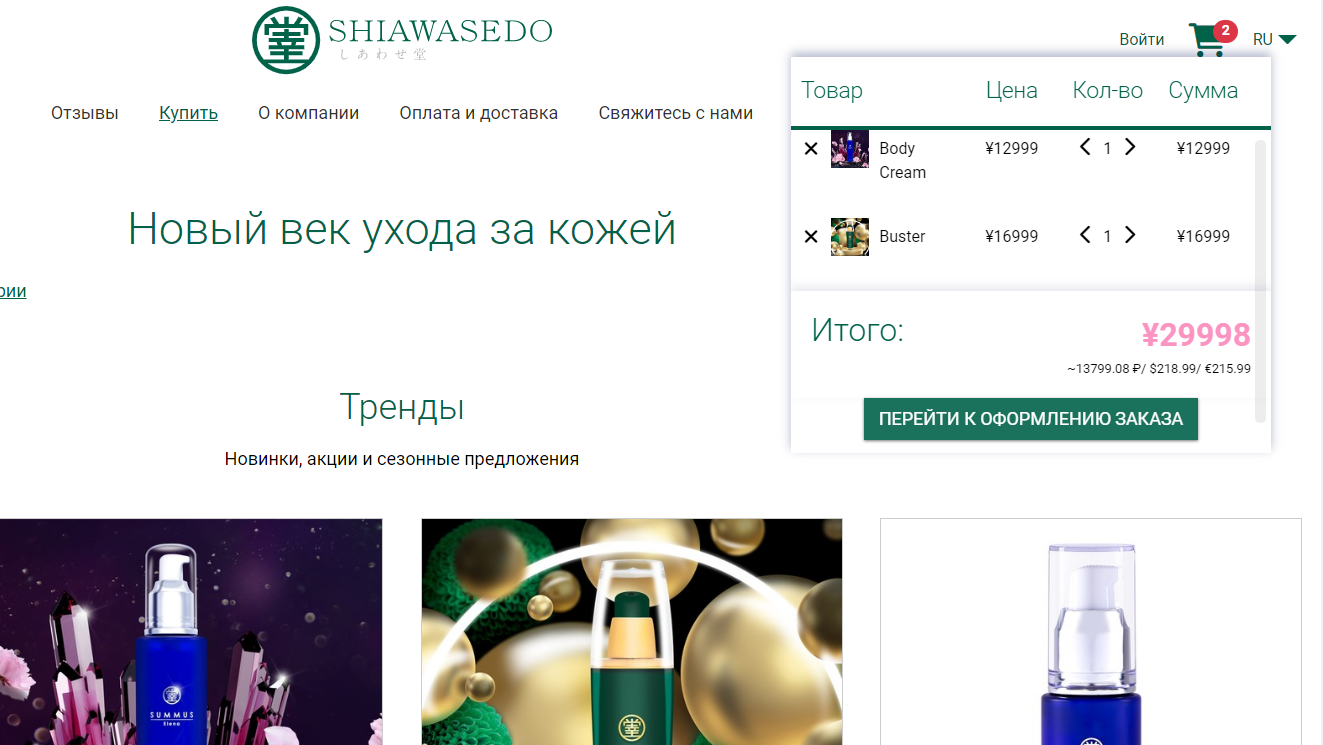 SHIAWASEDO
しあわせ堂
Войти
2
RU
Отзывы Купить О компании Оплата и доставка Свяжитесь с нами
Товар Цена Кол-во Сумма
Body Cream ¥12999 1 ¥12999
Buster ¥16999 1 ¥16999
Итого: ¥29998
~13799.08 ₽/ $218.99/ €215.99
ПЕРЕЙТИ К ОФОРМЛЕНИЮ ЗАКАЗА
Новый век ухода за кожей
рии
Тренды
Новинки, акции и сезонные предложения
SUMMUS
Elena